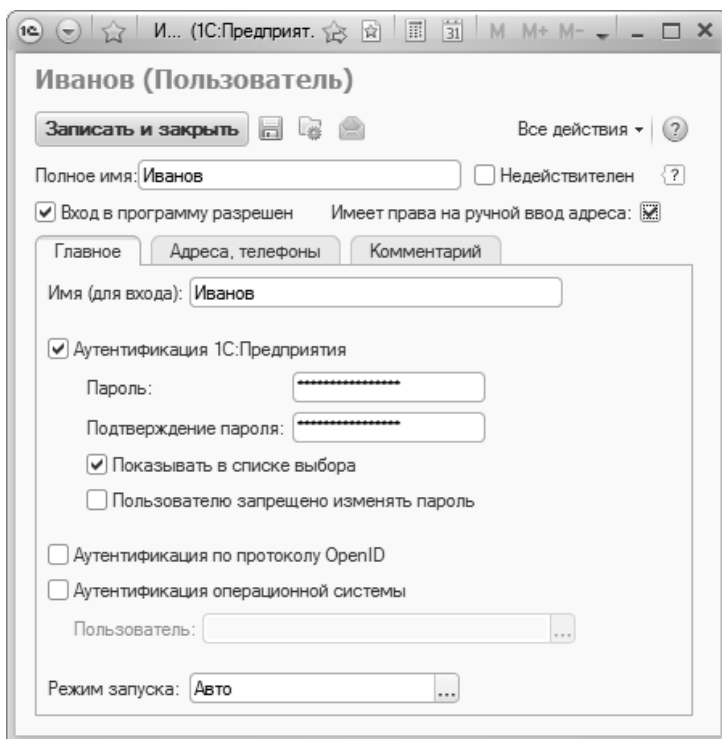 1С И... (1С:Предприят. 31 M M+ M-
Иванов (Пользователь)
Записать и закрыть Все действия ?
Полное имя: Иванов Недействителен ?
Вход в программу разрешен Имеет права на ручной ввод адреса:
Главное Адреса, телефоны Комментарий
Имя (для входа): Иванов
Аутентификация 1С:Предприятия
Пароль: ****************
Подтверждение пароля: ****************
Показывать в списке выбора
Пользователю запрещено изменять пароль
Аутентификация по протоколу OpenID
Аутентификация операционной системы
Пользователь: ...
Режим запуска: Авто ...